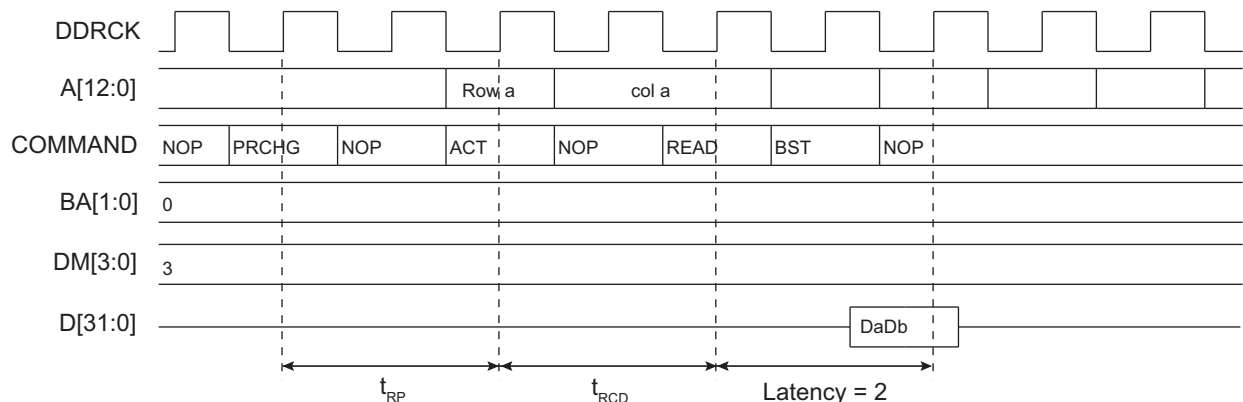 DDRCK
A[12:0] Row a col a
COMMAND NOP PRCHG NOP ACT NOP READ BST NOP
BA[1:0] 0
DM[3:0] 3
D[31:0] DaDb
tRP tRCD Latency = 2